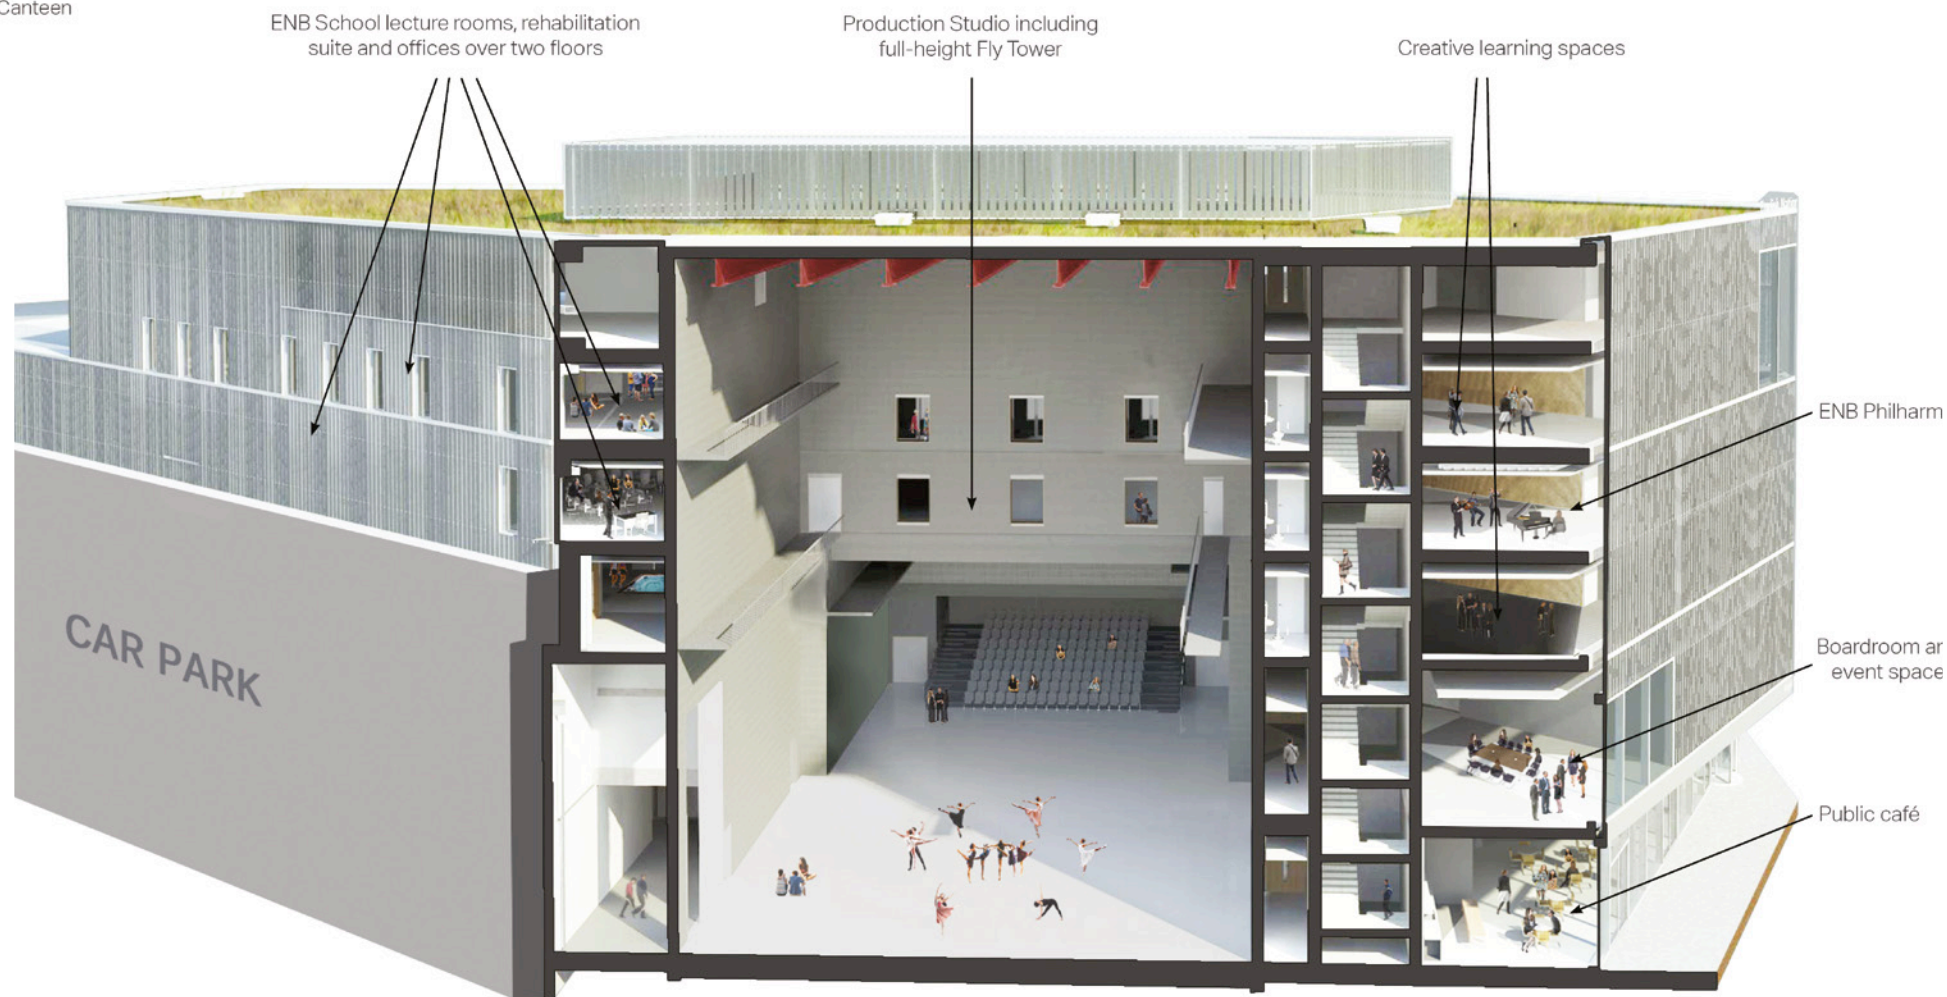 Canteen
ENB School lecture rooms, rehabilitation
suite and offices over two floors
Production Studio including
full-height Fly Tower
Creative learning spaces
ENB Philharm
Boardroom ar
event space
Public café
CAR PARK